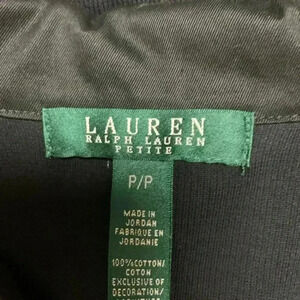 LAUREN
RALPH LAUREN
PETITE
P/P
MADE IN
JORDAN
FABRIQUE EN
JORDANIE
100% COTTON/
COTON
EXCLUSIVE OF
DECORATION/